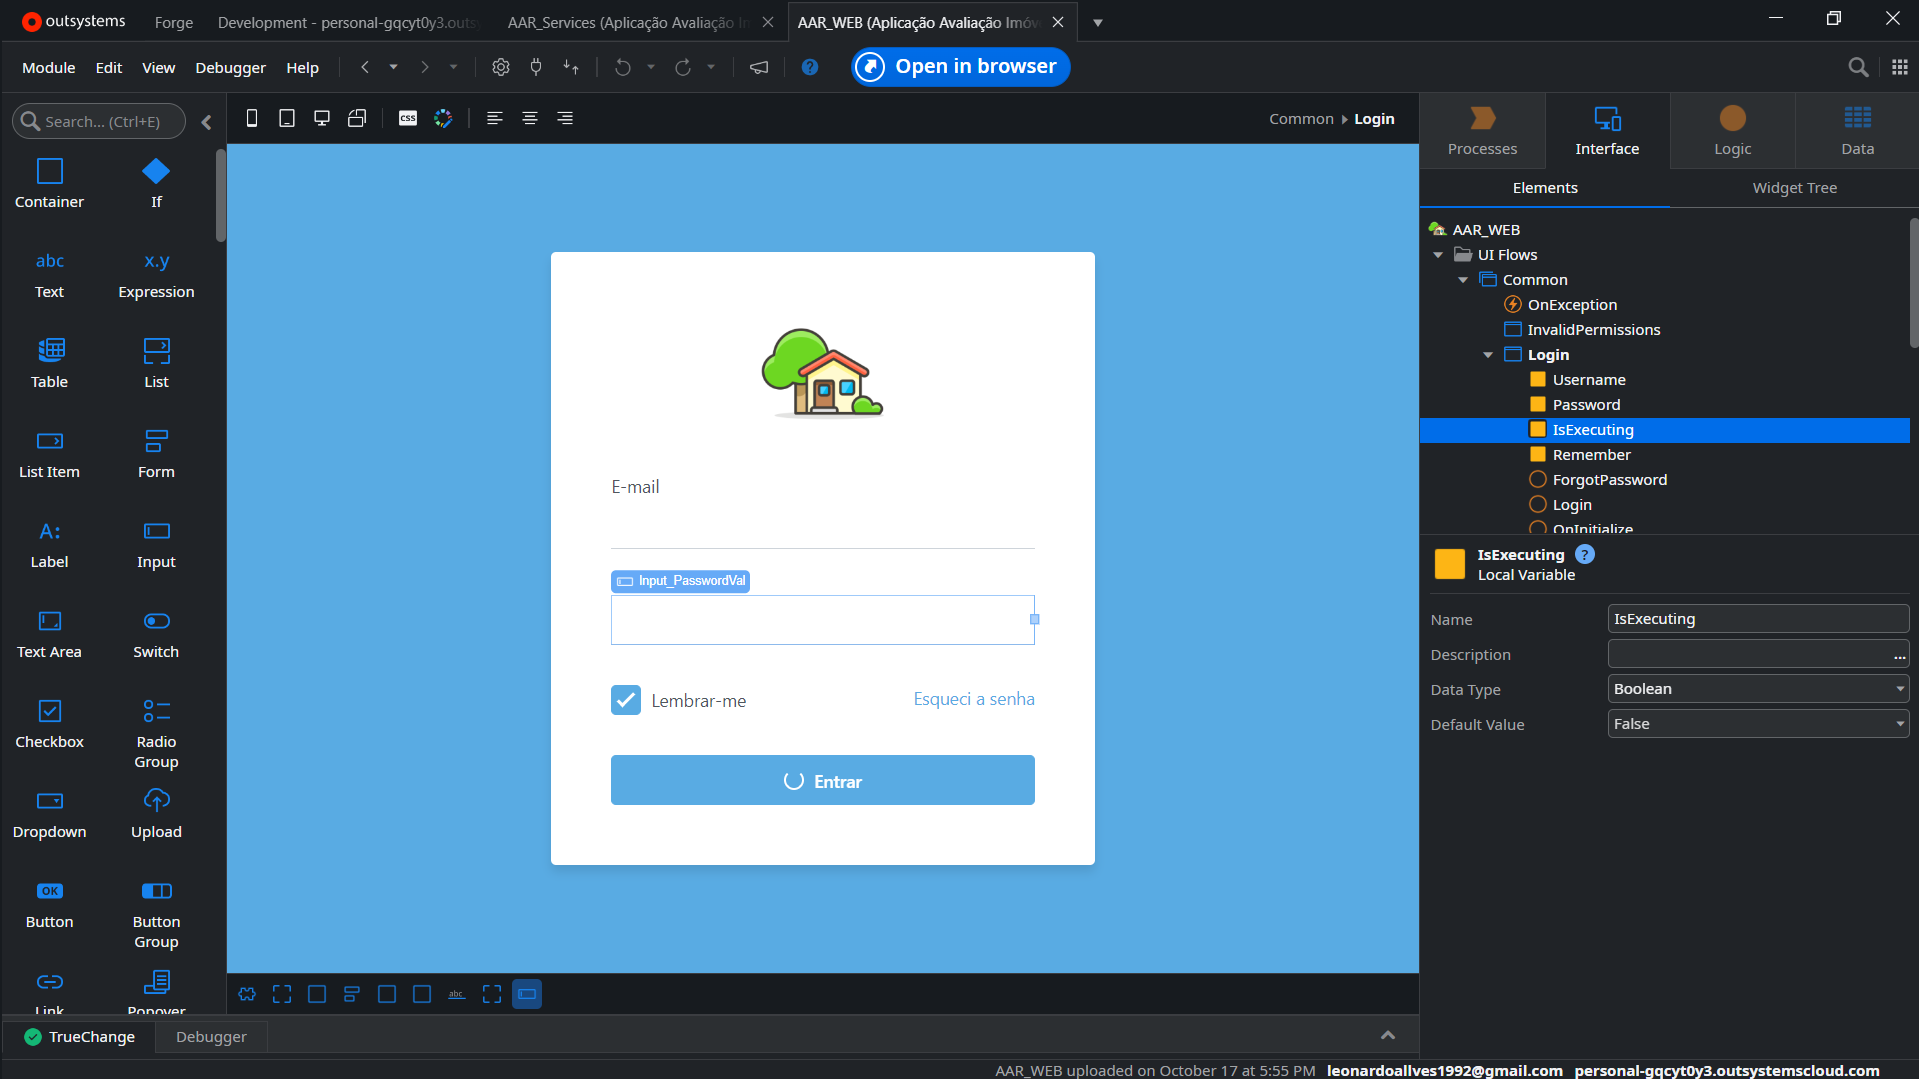 outsystems
Forge
Development - personal-gqcyt0y3.outs
AAR_Services (Aplicação Avaliação I
AAR_WEB (Aplicação Avaliação Imóv
Module
Edit
View
Debugger
Help
?
Open in browser
Search... (Ctrl+E)
CSS
Common
Login
Processes
Interface
Logic
Data
Elements
Widget Tree
Container
If
abc
Text
x.y
Expression
Table
List
List Item
Form
A:
Label
Input
Text Area
Switch
Checkbox
Radio
Group
Dropdown
Upload
OK
Button
Button
Group
Link
Popover
E-mail
Input_PasswordVal
Lembrar-me
Esqueci a senha
Entrar
AAR_WEB
UI Flows
Common
OnException
InvalidPermissions
Login
Username
Password
IsExecuting
Remember
ForgotPassword
Login
OnInitialize
IsExecuting
?
Local Variable
Name
IsExecuting
Description
...
Data Type
Boolean
Default Value
False
abc
TrueChange
Debugger
AAR_WEB uploaded on October 17 at 5:55 PM
leonardoallves1992@gmail.com
personal-gqcyt0y3.outsystemscloud.com